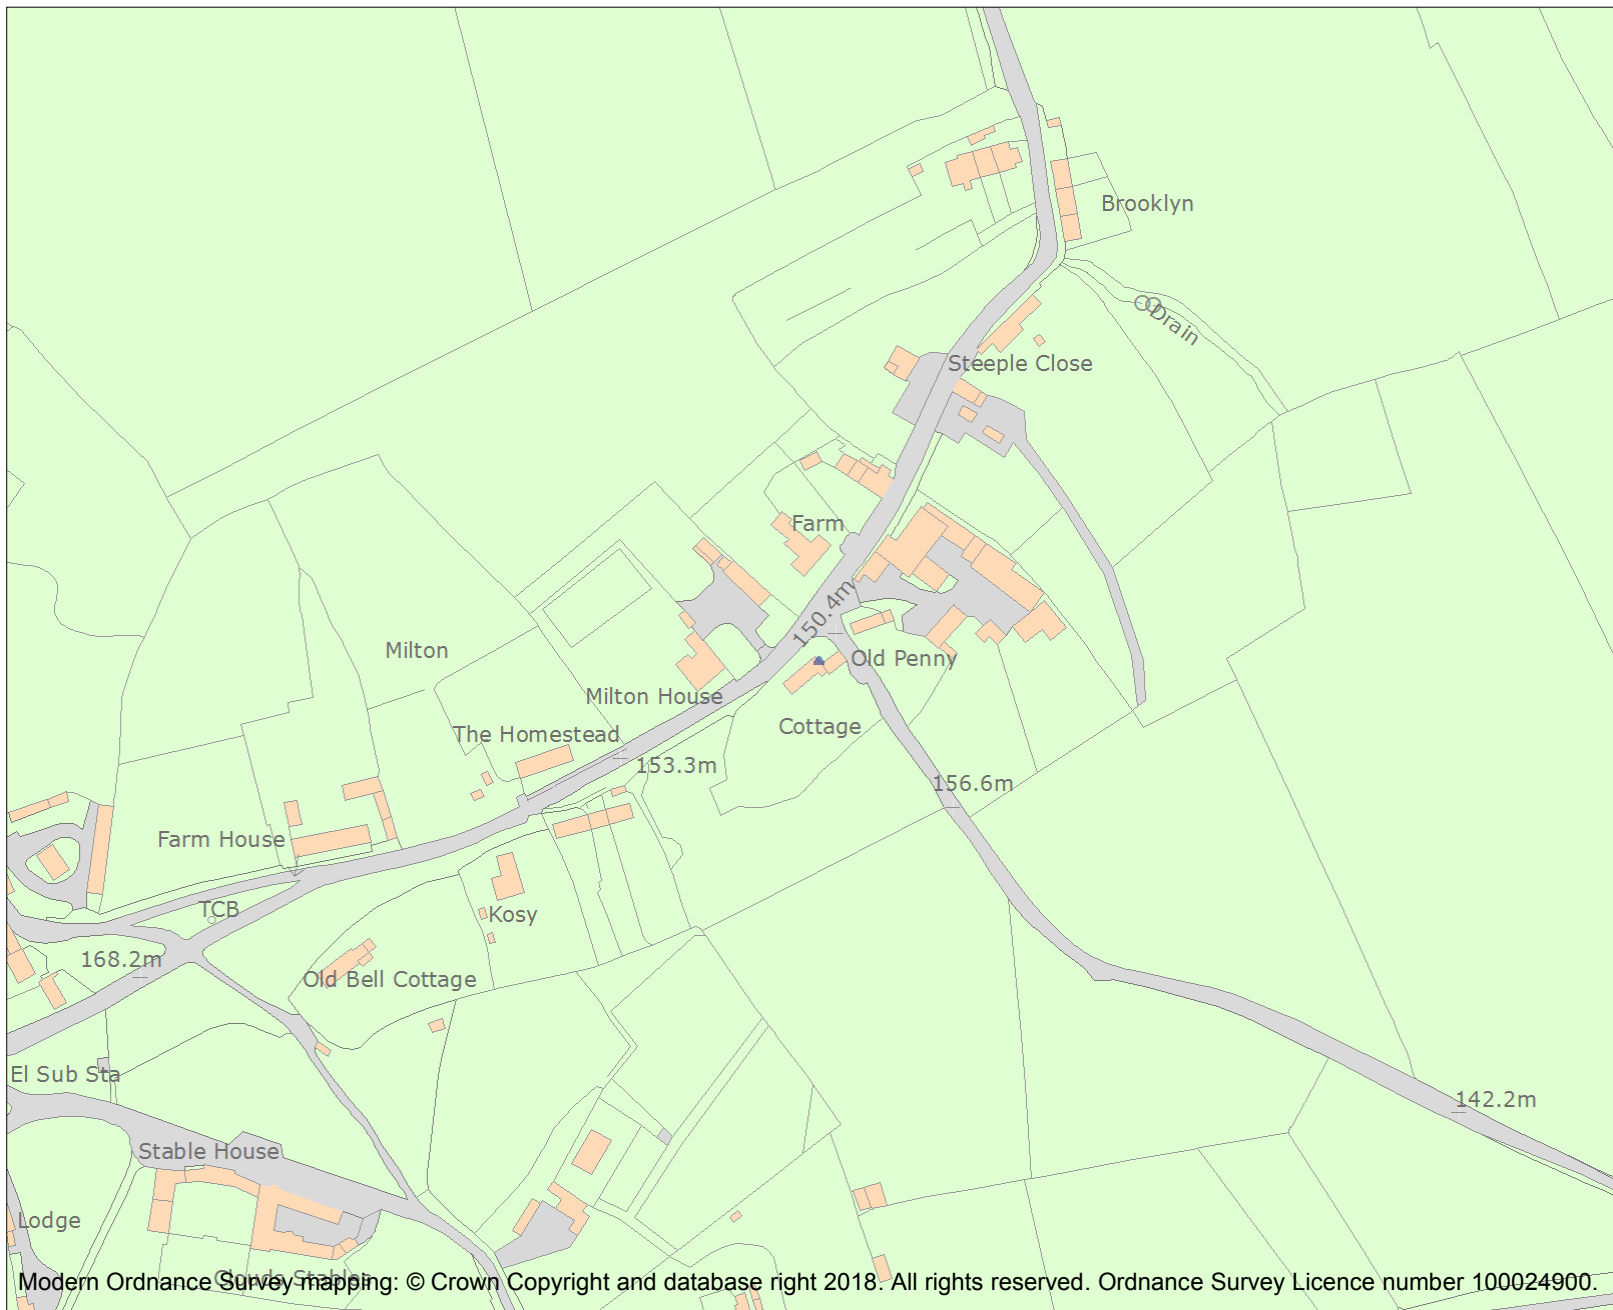 Brooklyn
Drain
Steeple Close
Farm
150.4m
Milton
Old Penny
Milton House
Cottage
The Homestead
153.3m
156.6m
Farm House
TCB
Kosy
168.2m
Old Bell Cottage
El Sub Sta
142.2m
Stable House
Lodge
Clouds Stables
Modern Ordnance Survey mapping: © Crown Copyright and database right 2018. All rights reserved. Ordnance Survey Licence number 100024900.